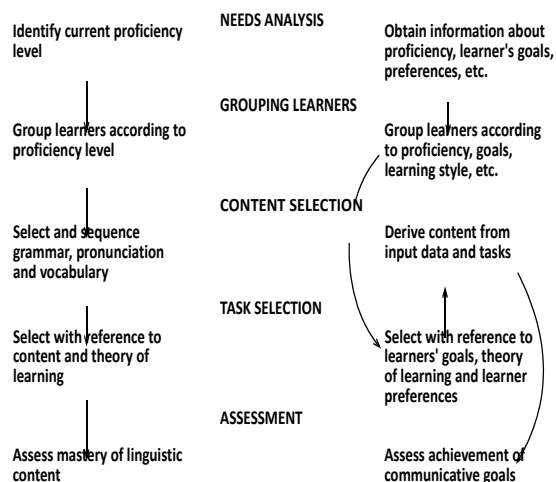 NEEDS ANALYSIS
Identify current proficiency
level
Obtain information about
proficiency, learner's goals,
preferences, etc.
GROUPING LEARNERS
Group learners according to
proficiency level
Group learners according
to proficiency, goals,
learning style, etc.
CONTENT SELECTION
Select and sequence
grammar, pronunciation
and vocabulary
Derive content from
input data and tasks
TASK SELECTION
Select with reference to
content and theory of
learning
Select with reference to
learners' goals, theory
of learning and learner
preferences
ASSESSMENT
Assess mastery of linguistic
content
Assess achievement of
communicative goals